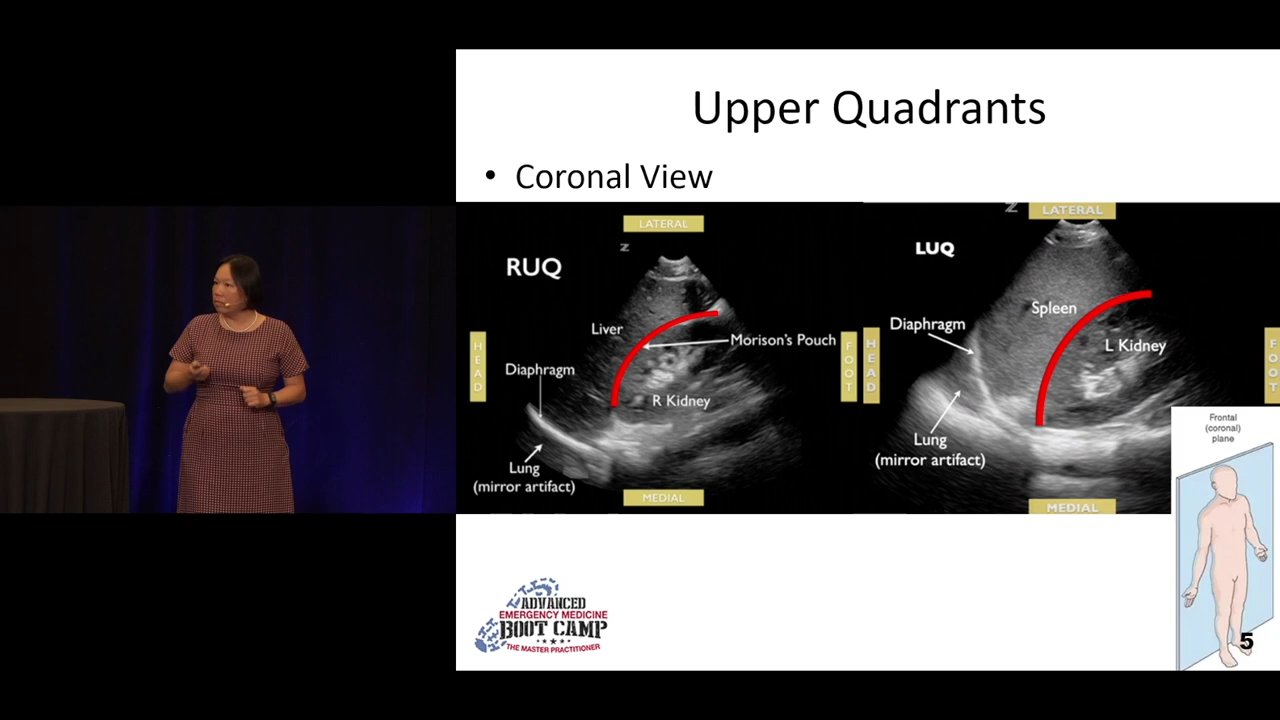 Upper Quadrants
• Coronal View
LATERAL
Z
RUQ
Liver
Morison's Pouch
Diaphragm
R Kidney
Lung
(mirror artifact)
HEAD
FOOT
MEDIAL
Z
LATERAL
LUQ
Spleen
Diaphragm
L Kidney
Lung
(mirror artifact)
HEAD
FOOT
MEDIAL
Frontal
(coronal)
plane
ADVANCED
EMERGENCY MEDICINE
BOOT CAMP
THE MASTER PRACTITIONER
5